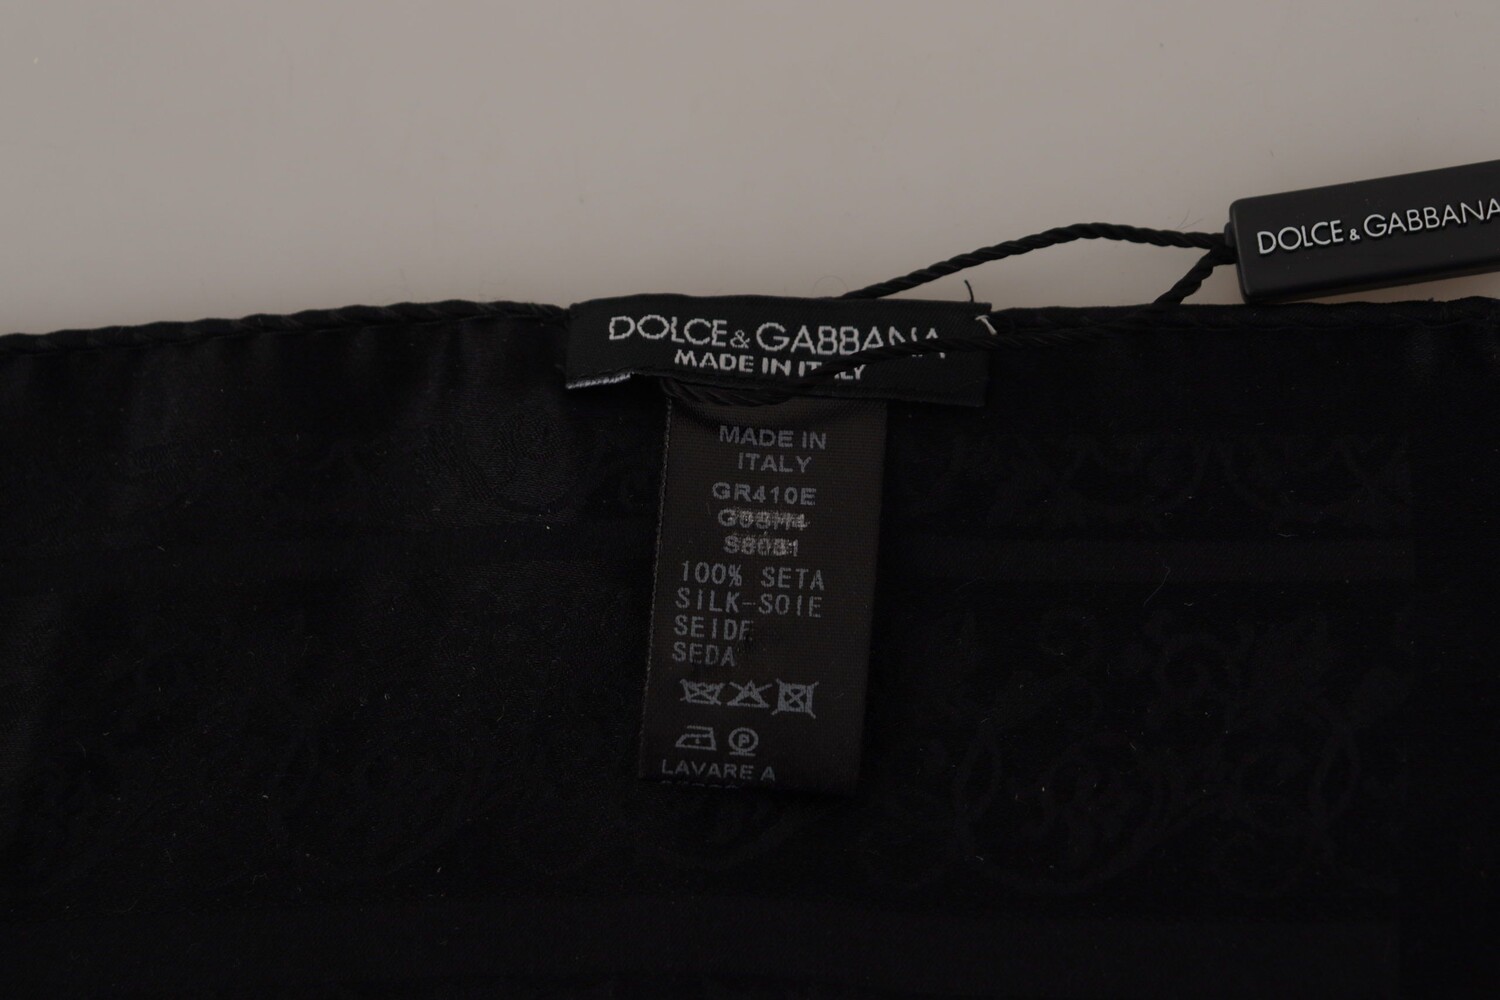 DOLCE & GABBANA
DOLCE & GABBANA
MADE IN ITALY
MADE IN
ITALY
GR410E
100% SETA
SILK-SOIE
SEIDE
SEDA
P
LAVARE A